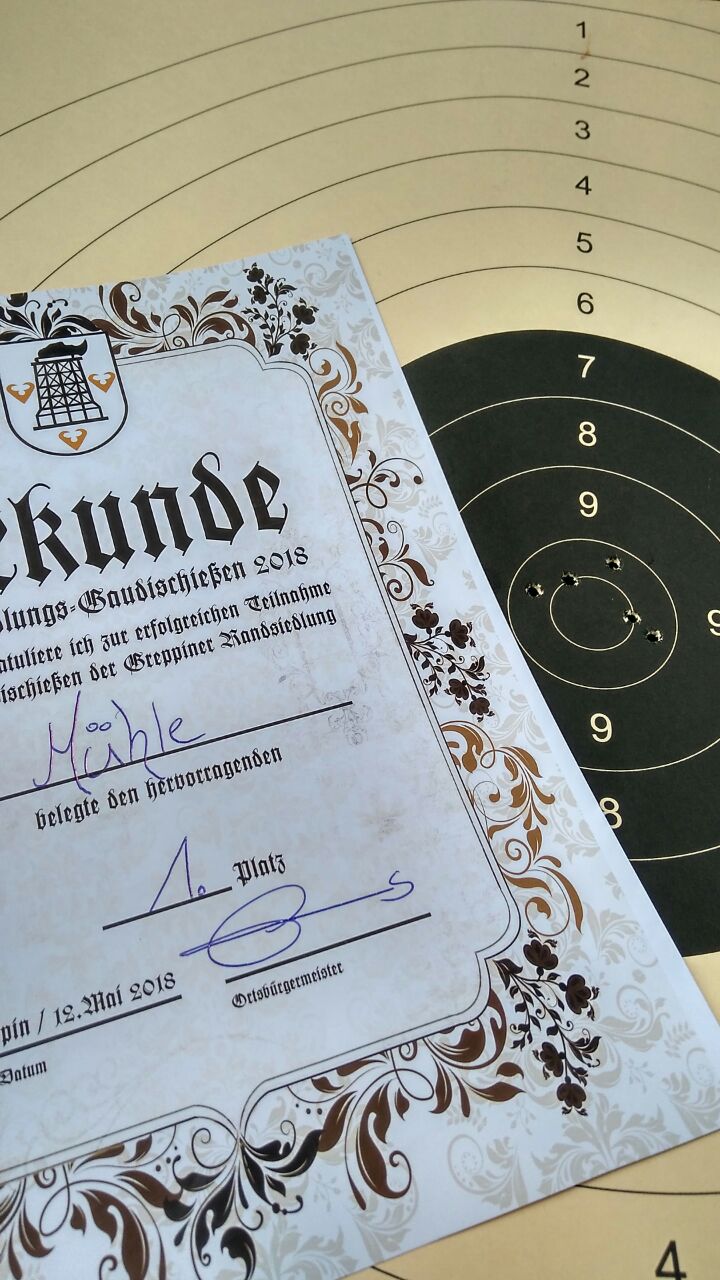 1
2
3
4
5
6
7
8
9
9
9
8
4
kunde
lungs-Gaudischießen 2018
atuliere ich zur erfolgreichen Teilnahme
ischießen der Greppiner Randsiedlung
Mühle
belegte den hervorragenden
1. Platz
pin / 12.Mai 2018
Datum
Ortsbürgermeister